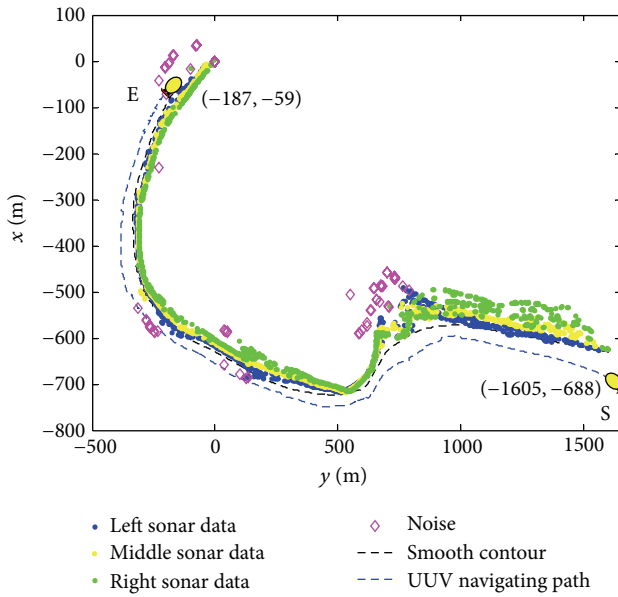 100
0
−100
−200
−300
−400
−500
−600
−700
−800
x (m)
E
(−187, −59)
(−1605, −688)
S
−500
0
500
1000
1500
y (m)
Left sonar data
Middle sonar data
Right sonar data
Noise
Smooth contour
UUV navigating path